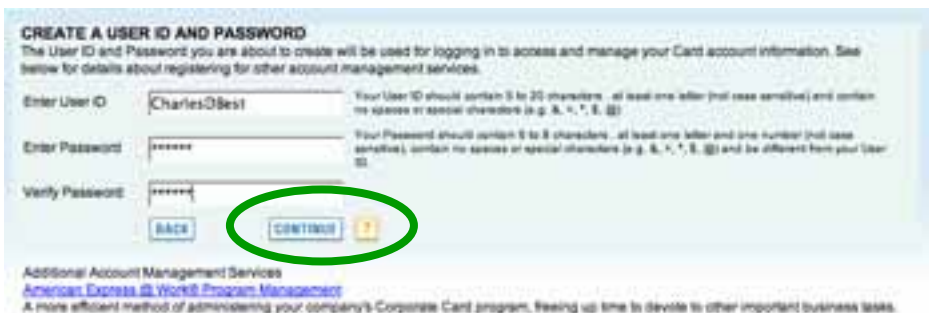 CREATE A USER ID AND PASSWORD
The User ID and Password you are about to create will be used for logging in to access and manage your Card account information. See
below for details about registering for other account management services.
Enter User ID
CharlesDBest
Your User ID should contain 5 to 20 characters, at least one letter (not case sensitive) and contain
no spaces or special characters (e.g. &, >, *, $, @)
Enter Password
••••••
Your Password should contain 6 to 8 characters, at least one letter and one number (not case
sensitive), contain no spaces or special characters (e.g. &, >, *, $, @) and be different from your User
ID.
Verify Password
••••••
BACK CONTINUE ?
Additional Account Management Services
American Express @ Work® Program Management
A more efficient method of administering your company's Corporate Card program, freeing up time to devote to other important business tasks.